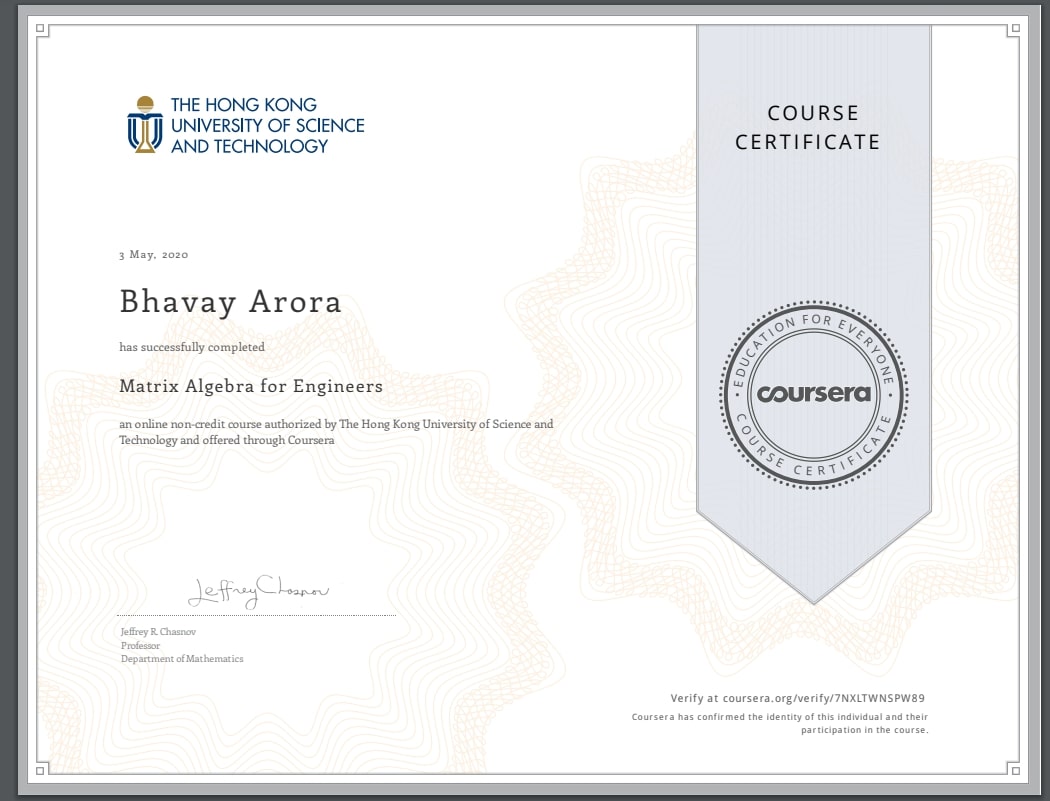 THE HONG KONG
UNIVERSITY OF SCIENCE
AND TECHNOLOGY
COURSE
CERTIFICATE
3 May, 2020
Bhavay Arora
has successfully completed
Matrix Algebra for Engineers
an online non-credit course authorized by The Hong Kong University of Science and
Technology and offered through Coursera
EDUCATION FOR EVERYONE
coursera
COURSE CERTIFICATE
Jeffrey Chasnov
Jeffrey R. Chasnov
Professor
Department of Mathematics
Verify at coursera.org/verify/7NXLTWNSPW89
Coursera has confirmed the identity of this individual and their
participation in the course.